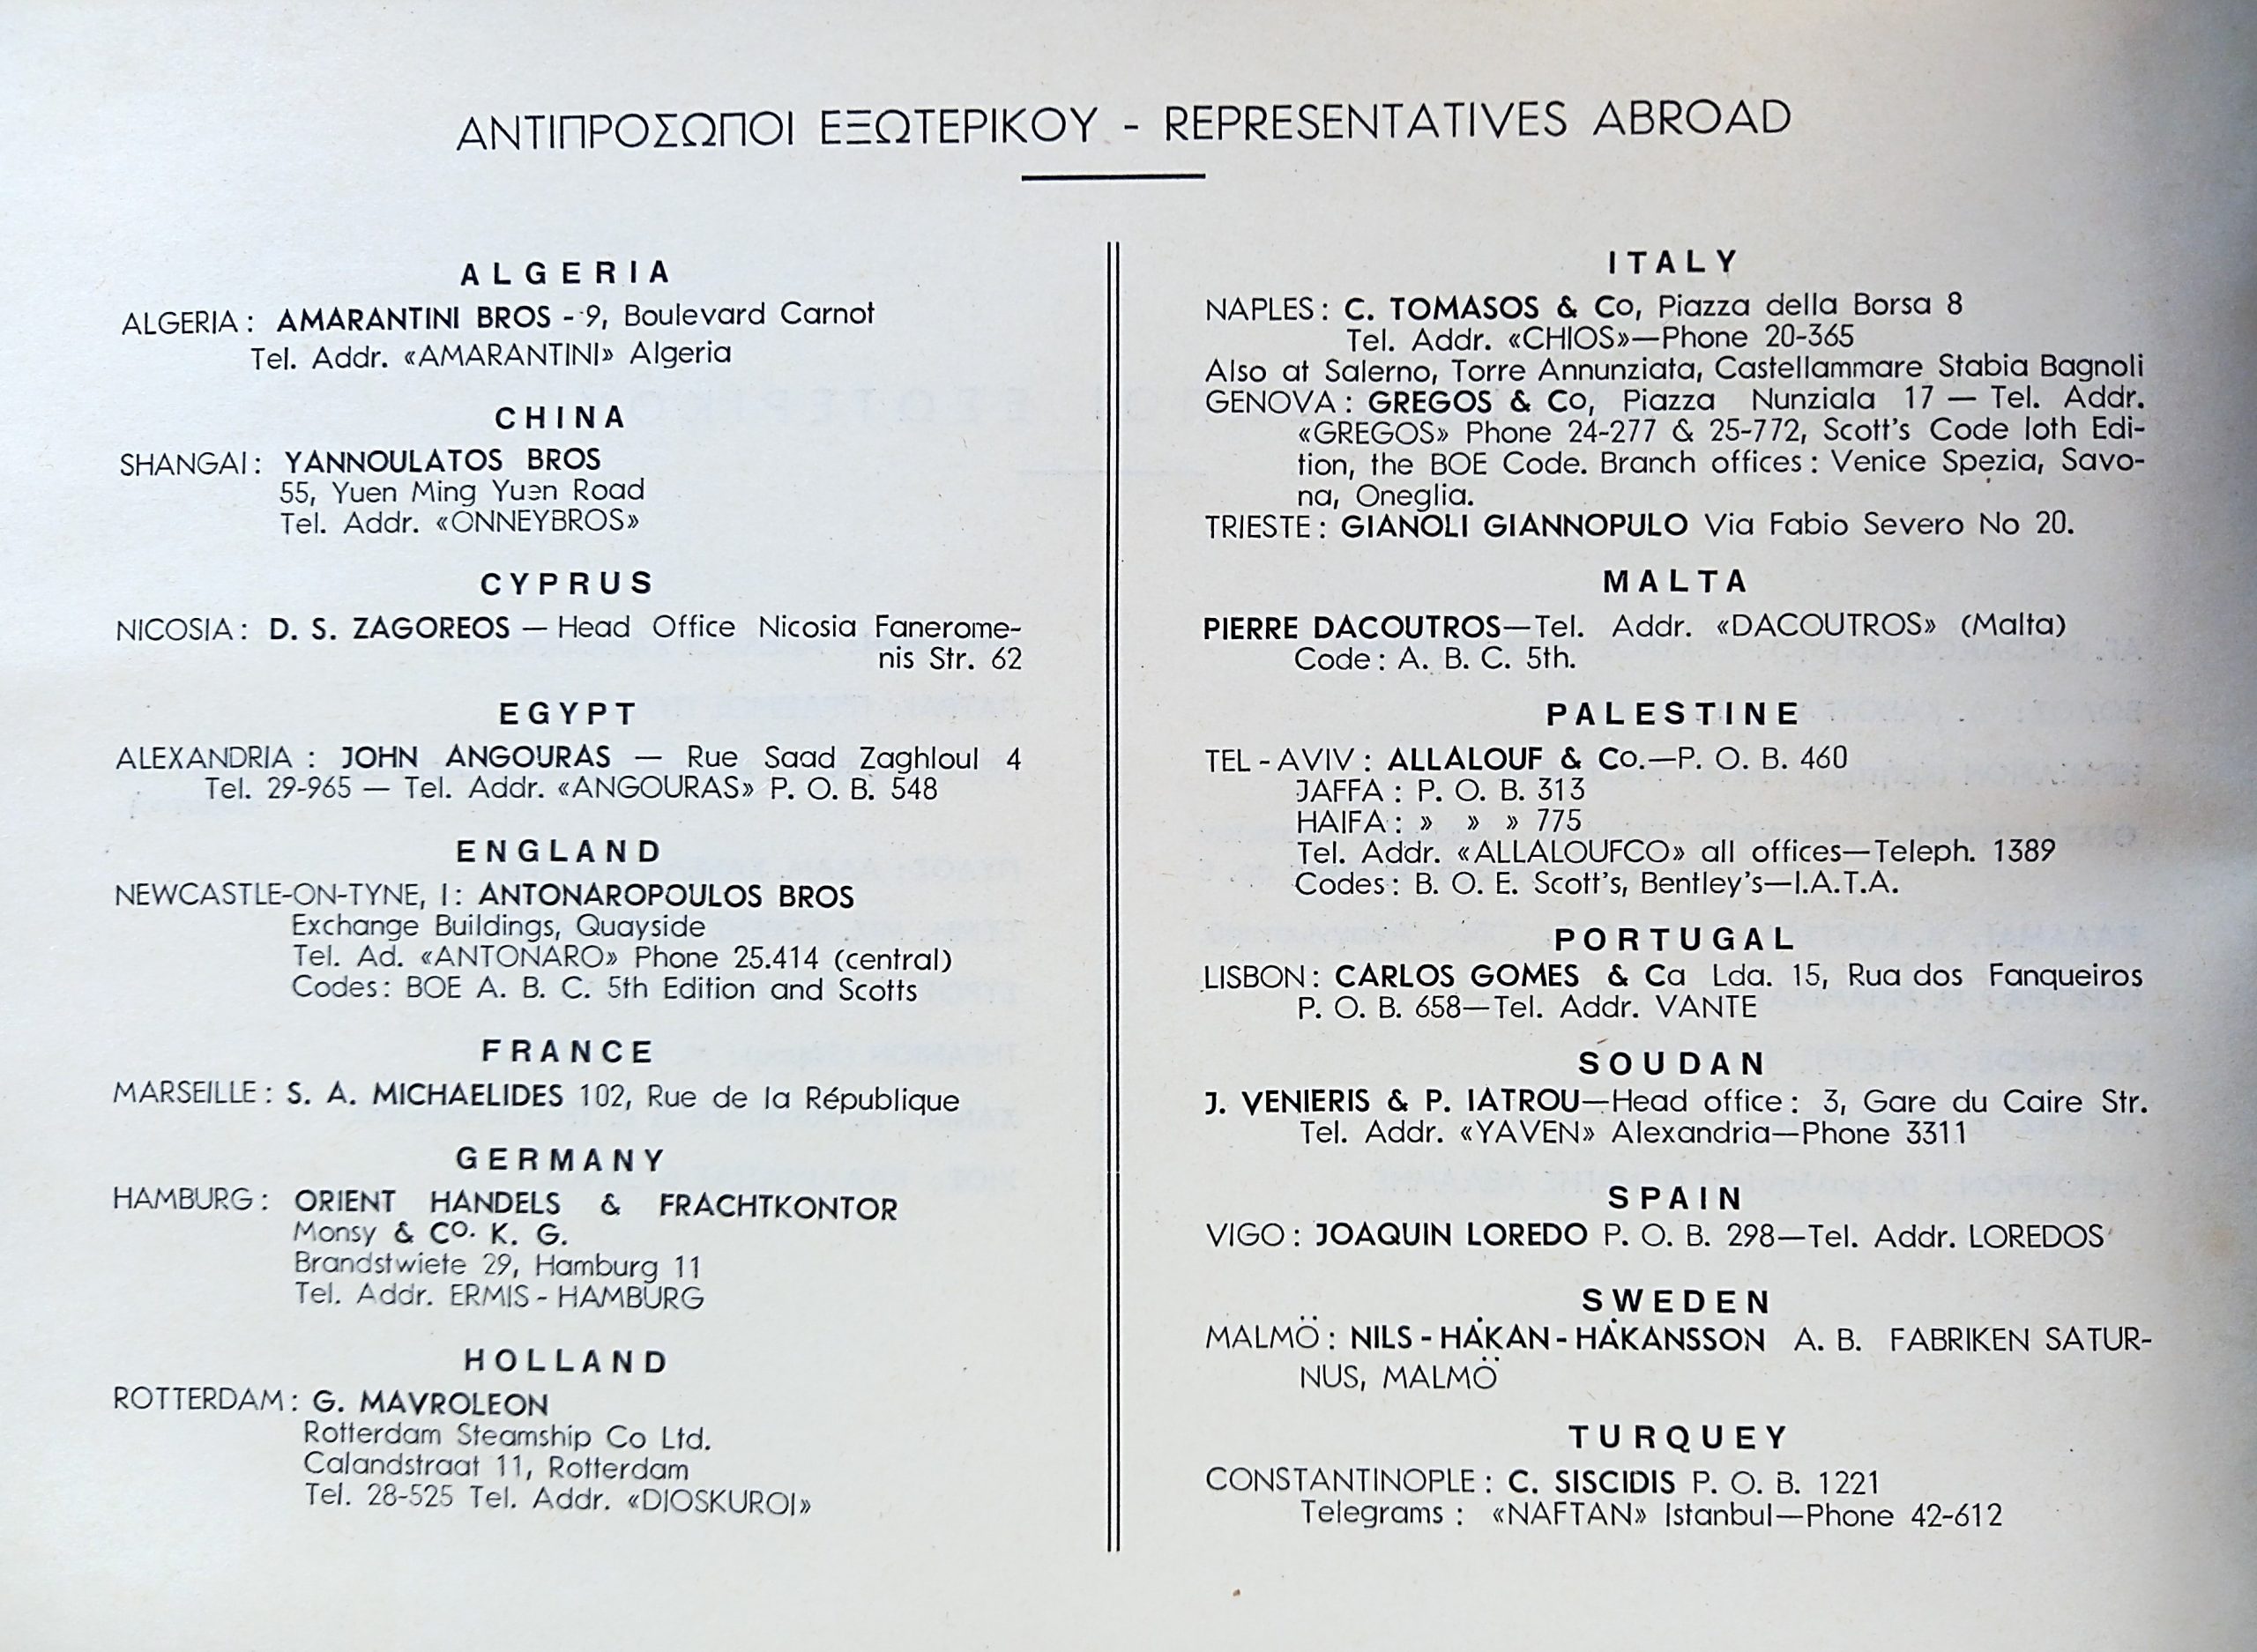 ΑΝΤΙΠΡΟΣΩΠΟΙ ΕΞΩΤΕΡΙΚΟΥ - REPRESENTATIVES ABROAD
ALGERIA
ALGERIA: AMARANTINI BROS - 9, Boulevard Carnot
Tel. Addr. «AMARANTINI» Algeria
CHINA
SHANGAI: YANNOULATOS BROS
55, Yuen Ming Yuen Road
Tel. Addr. «ONNEYBROS»
CYPRUS
NICOSIA: D. S. ZAGOREOS — Head Office Nicosia Fanerome-
nis Str. 62
EGYPT
ALEXANDRIA : JOHN ANGOURAS — Rue Saad Zaghloul 4
Tel. 29-965 — Tel. Addr. «ANGOURAS» P. O. B. 548
ENGLAND
NEWCASTLE-ON-TYNE, I: ANTONAROPOULOS BROS
Exchange Buildings, Quayside
Tel. Ad. «ANTONARO» Phone 25.414 (central)
Codes: BOE A. B. C. 5th Edition and Scotts
FRANCE
MARSEILLE: S. A. MICHAELIDES 102, Rue de la République
GERMANY
HAMBURG: ORIENT HANDELS & FRACHTKONTOR
Monsy & Co. K. G.
Brandstwiete 29, Hamburg 11
Tel. Addr. ERMIS - HAMBURG
HOLLAND
ROTTERDAM: G. MAVROLEON
Rotterdam Steamship Co Ltd.
Calandstraat 11, Rotterdam
Tel. 28-525 Tel. Addr. «DIOSKUROI»
ITALY
NAPLES: C. TOMASOS & Co, Piazza della Borsa 8
Tel. Addr. «CHIOS»—Phone 20-365
Also at Salerno, Torre Annunziata, Castellammare Stabia Bagnoli
GENOVA: GREGOS & Co, Piazza Nunziala 17 — Tel. Addr.
«GREGOS» Phone 24-277 & 25-772, Scott's Code loth Edi-
tion, the BOE Code. Branch offices: Venice Spezia, Savo-
na, Oneglia.
TRIESTE: GIANOLI GIANNOPULO Via Fabio Severo No 20.
MALTA
PIERRE DACOUTROS—Tel. Addr. «DACOUTROS» (Malta)
Code: A. B. C. 5th.
PALESTINE
TEL-AVIV: ALLALOUF & Co.—P. O. B. 460
JAFFA: P. O. B. 313
HAIFA: » » » 775
Tel. Addr. «ALLALOUFCO» all offices—Teleph. 1389
Codes: B. O. E. Scott's, Bentley's—I.A.T.A.
PORTUGAL
LISBON: CARLOS GOMES & Ca Lda. 15, Rua dos Fanqueiros
P. O. B. 658—Tel. Addr. VANTE
SOUDAN
J. VENIERIS & P. IATROU—Head office: 3, Gare du Caire Str.
Tel. Addr. «YAVEN» Alexandria—Phone 3311
SPAIN
VIGO: JOAQUIN LOREDO P. O. B. 298—Tel. Addr. LOREDOS
SWEDEN
MALMÖ: NILS-HÅKAN-HÅKANSSON A. B. FABRIKEN SATUR-
NUS, MALMÖ
TURQUEY
CONSTANTINOPLE: C. SISCIDIS P. O. B. 1221
Telegrams: «NAFTAN» Istanbul—Phone 42-612